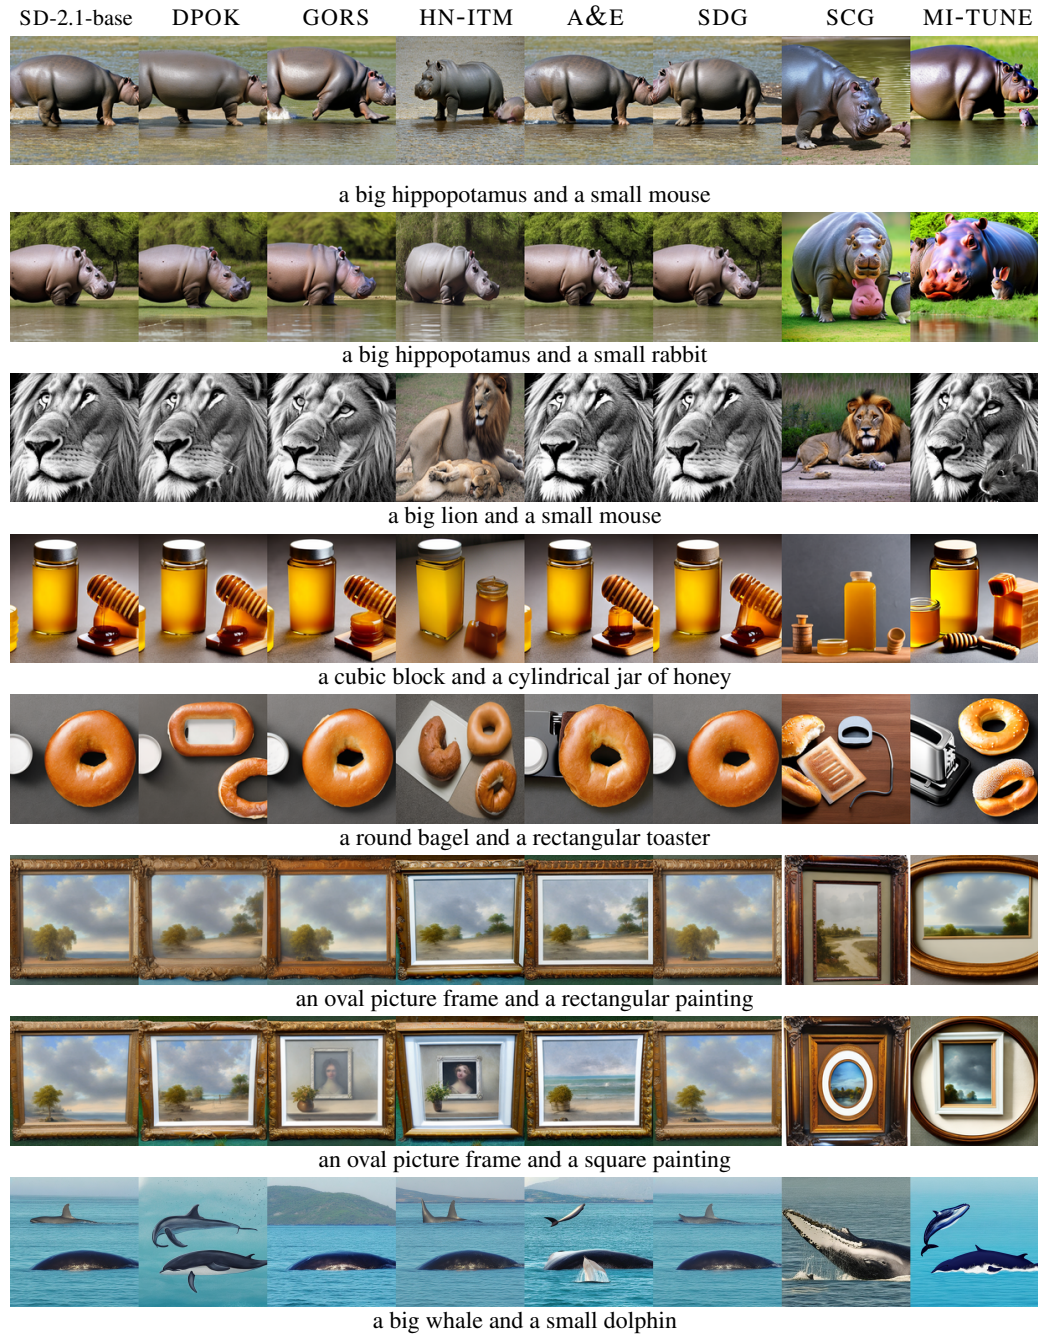 SD-2.1-base DPOK GORS HN-ITM A&E SDG SCG MI-TUNE
a big hippopotamus and a small mouse
a big hippopotamus and a small rabbit
a big lion and a small mouse
a cubic block and a cylindrical jar of honey
a round bagel and a rectangular toaster
an oval picture frame and a rectangular painting
an oval picture frame and a square painting
a big whale and a small dolphin